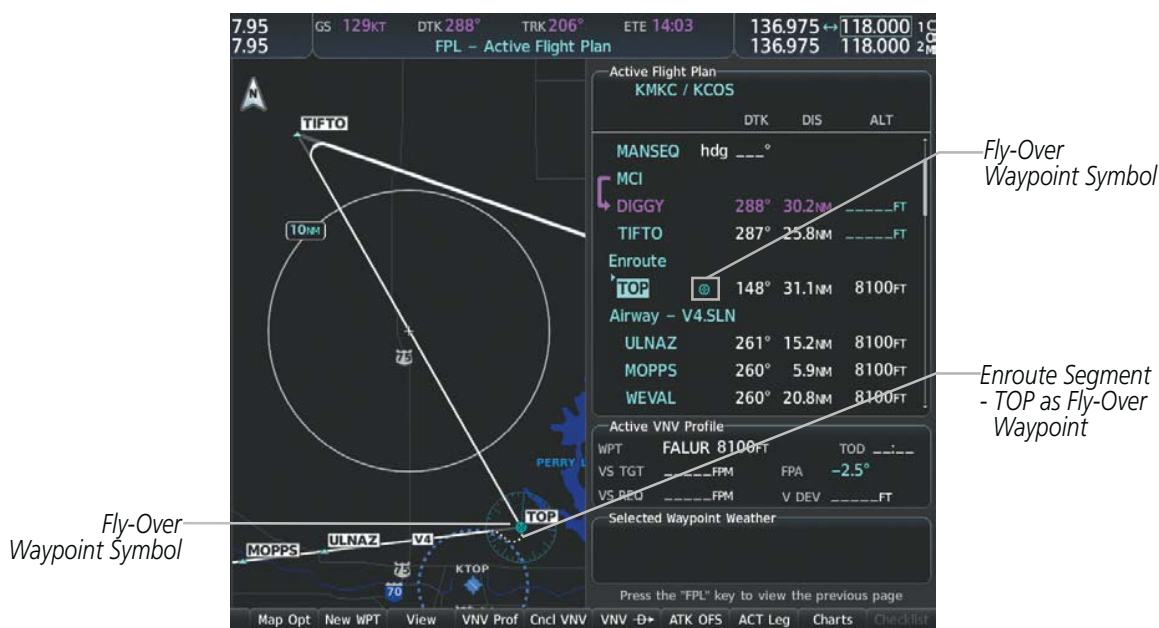 7.95 GS 129KT DTK 288° TRK 206° ETE 14:03 136.975 ↔ 118.000 1
7.95 FPL – Active Flight Plan 136.975 118.000 2
N
TIFTO
10NM
75
PERRY
TOP
MOPPS
ULNAZ
V4
75
70
KTOP
Active Flight Plan
KMKC / KCOS
DTK DIS ALT
MANSEQ hdg ___°
MCI
DIGGY 288° 30.2NM _____FT
TIFTO 287° 25.8NM _____FT
Enroute
TOP 148° 31.1NM 8100FT
Airway – V4.SLN
ULNAZ 261° 15.2NM 8100FT
MOPPS 260° 5.9NM 8100FT
WEVAL 260° 20.8NM 8100FT
Active VNV Profile
WPT FALUR 8100FT TOD __:__
VS TGT _____FPM FPA -2.5°
VS REQ _____FPM V DEV _____FT
Selected Waypoint Weather
Press the "FPL" key to view the previous page
Map Opt New WPT View VNV Prof Cncl VNV VNV -D→ ATK OFS ACT Leg Charts Checklist
Fly-Over
Waypoint Symbol
Enroute Segment
- TOP as Fly-Over
Waypoint
Fly-Over
Waypoint Symbol